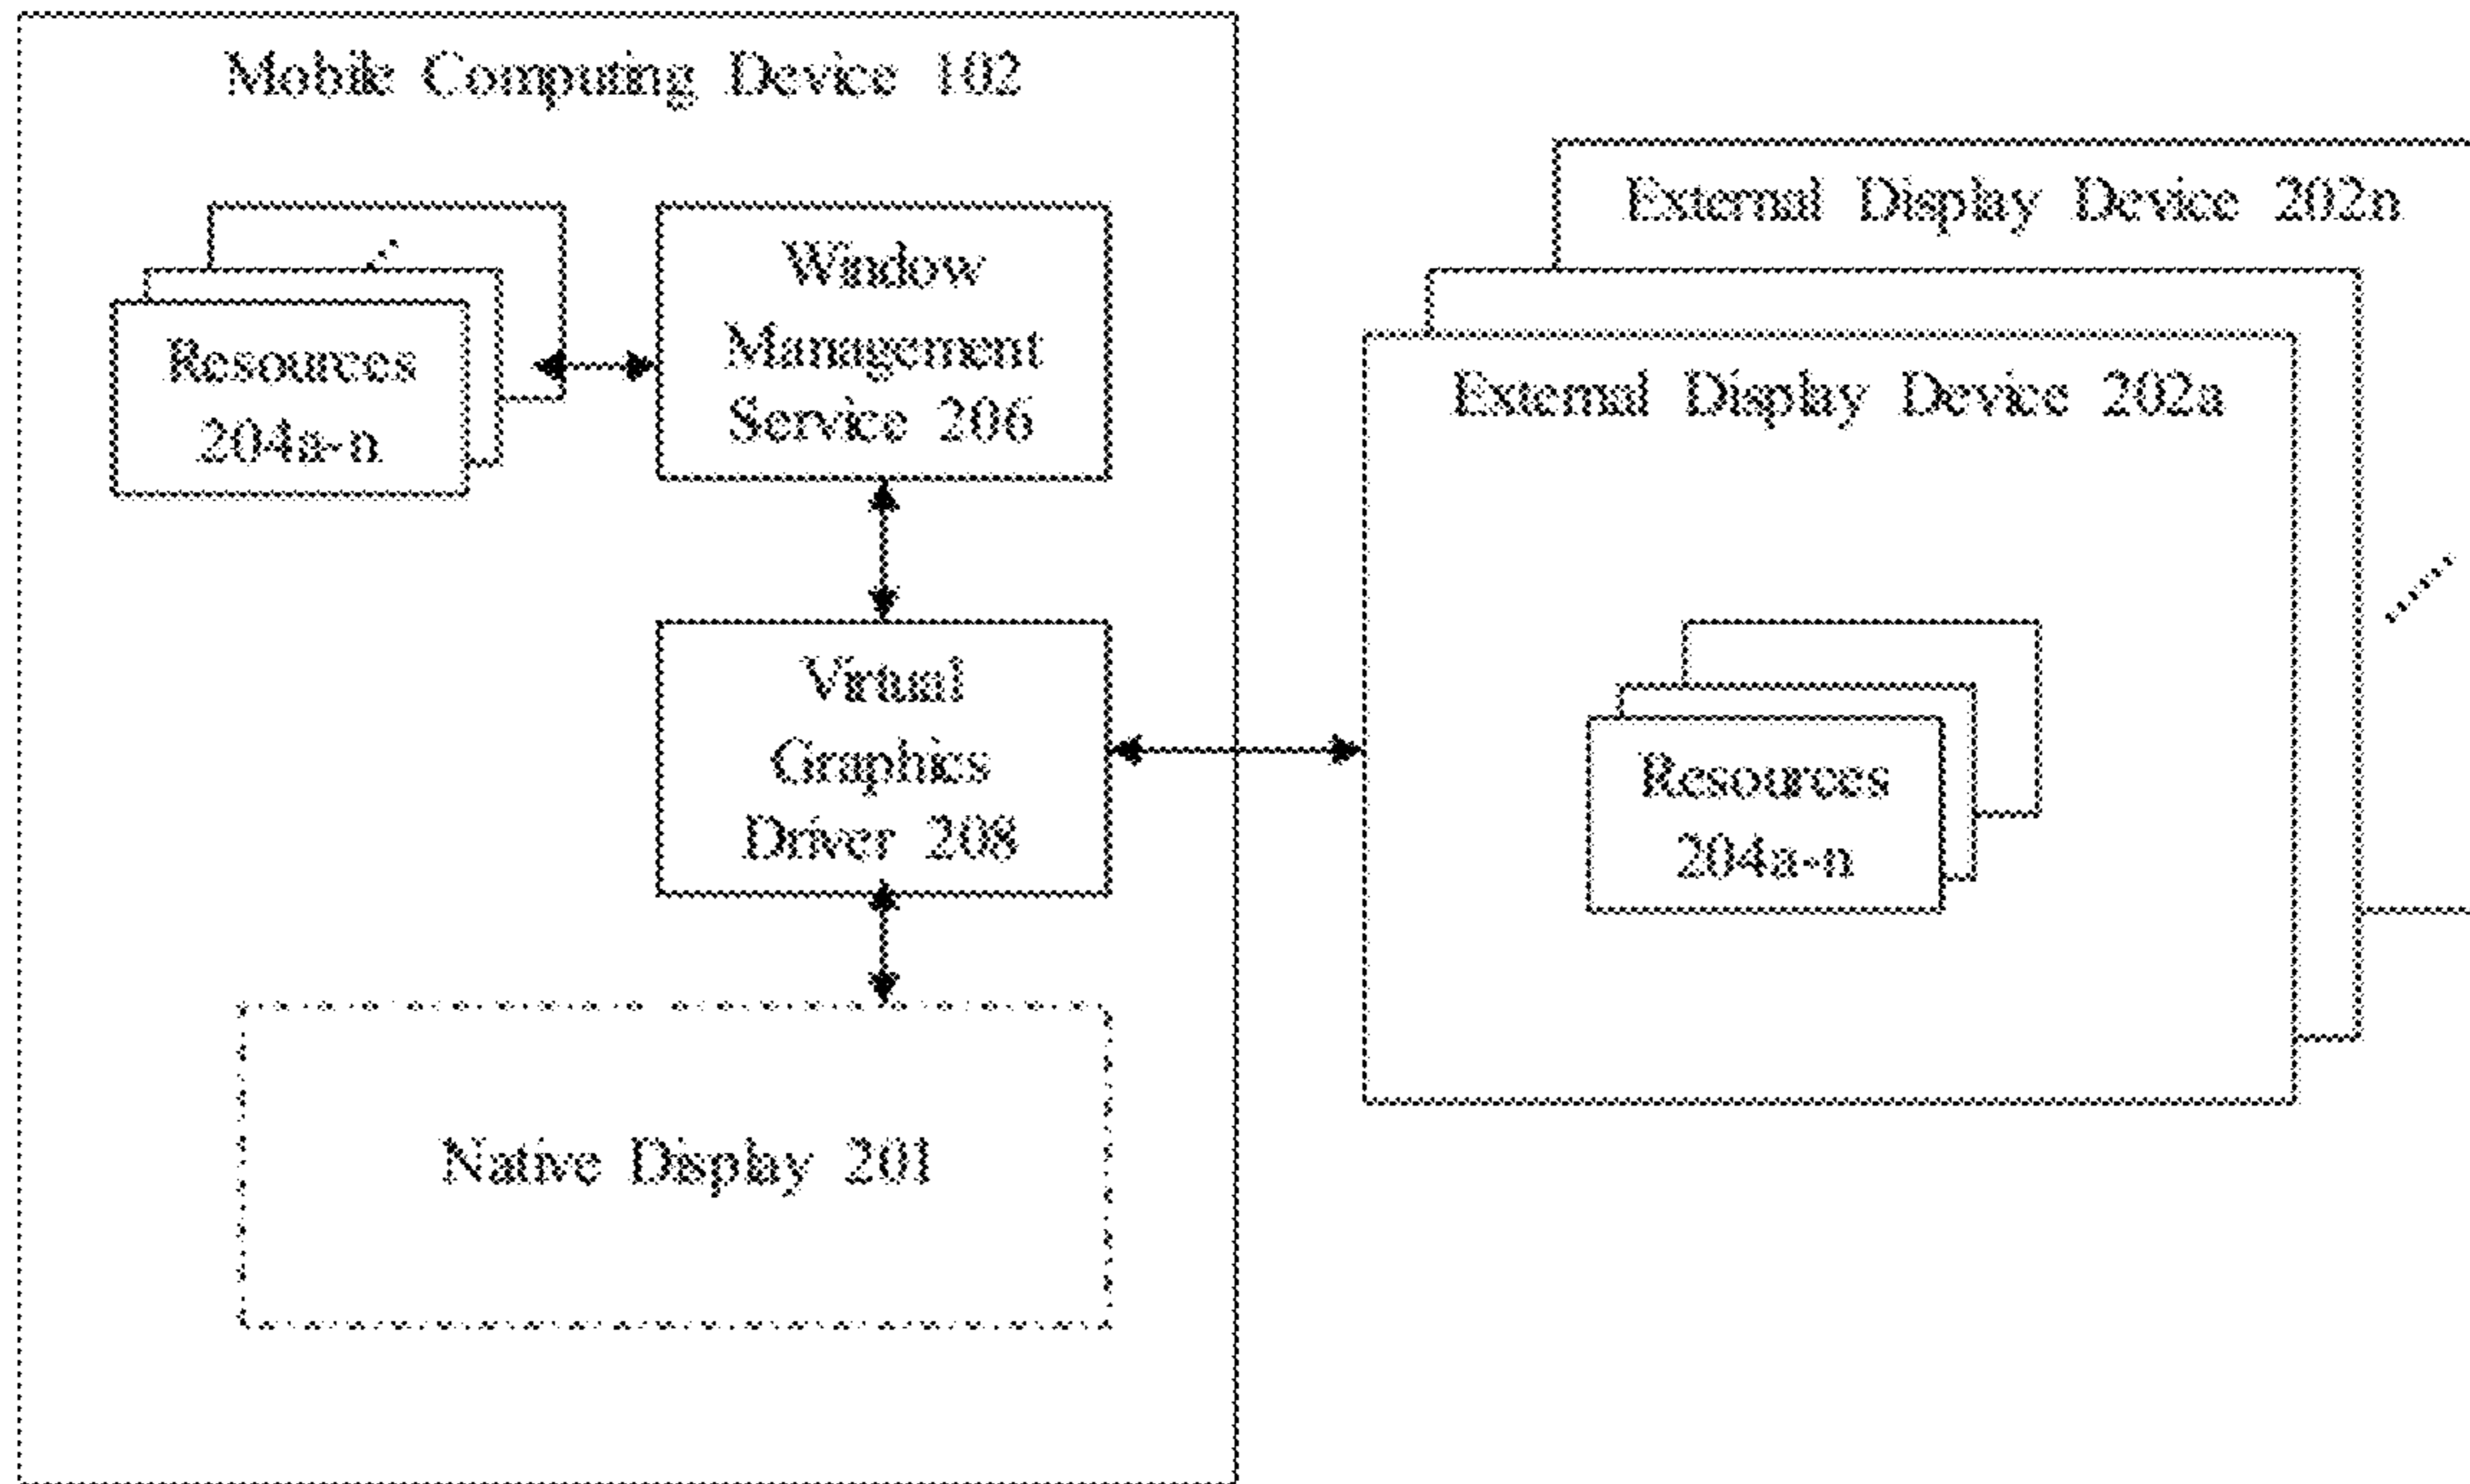 Mobile Computing Device 102
Resources
204a-n
Window
Management
Service 206
Virtual
Graphics
Driver 208
Native Display 201
External Display Device 202n
External Display Device 202a
Resources
204a-n